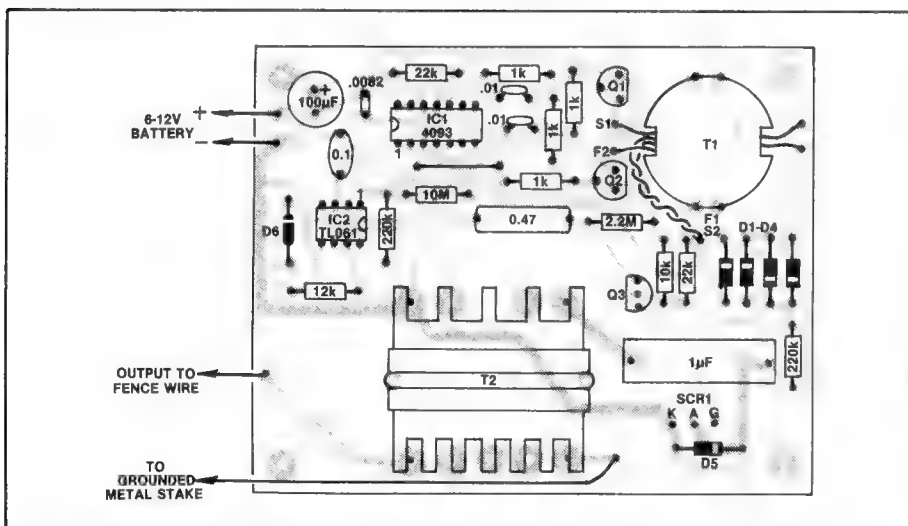 +
6-12V
BATTERY
−
100µF
+
.0082
22k
IC1
4093
1
.01
.01
1k
1k
1k
1k
Q1
S1
F2
T1
Q2
F1
S2
0.1
1
IC2
TL061
D6
220k
10M
0.47
2.2M
D1-D4
10k
22k
12k
Q3
220k
1µF
T2
OUTPUT TO
FENCE WIRE
SCR1
K A G
D5
TO
GROUNDED
METAL STAKE